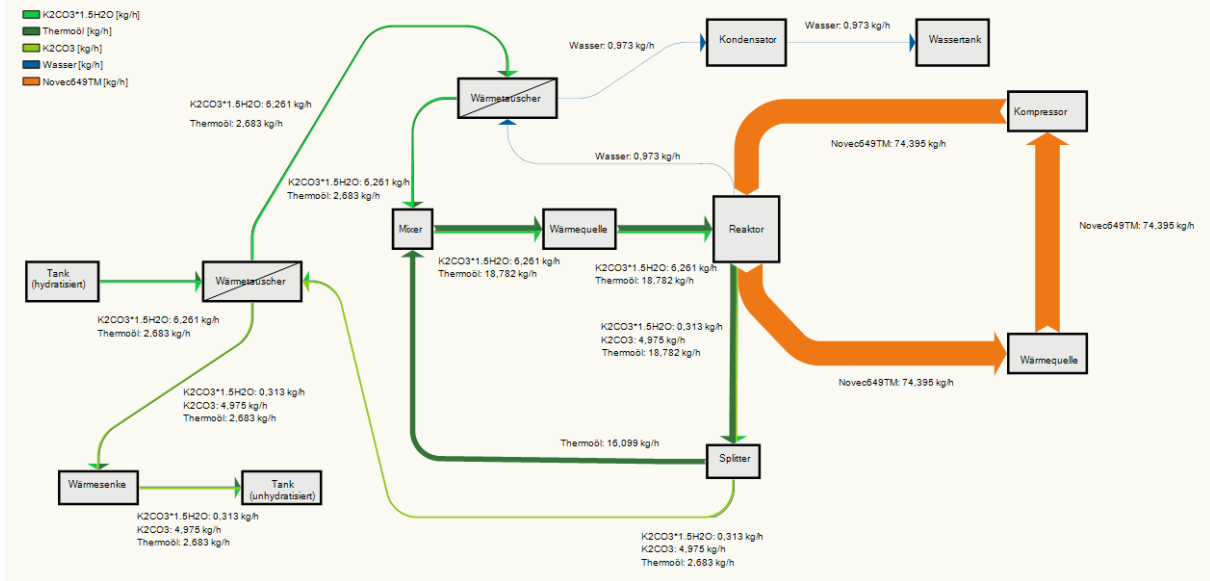 K2CO3*1.5H2O [kg/h]
Thermoöl [kg/h]
K2CO3 [kg/h]
Wasser [kg/h]
Novec649TM [kg/h]
Wasser: 0,973 kg/h
Kondensator
Wasser: 0,973 kg/h
Wassertank
K2CO3*1.5H2O: 6,261 kg/h
Thermoöl: 2,683 kg/h
Wärmetauscher
Kompressor
Novec649TM: 74,395 kg/h
Wasser: 0,973 kg/h
K2CO3*1.5H2O: 6,261 kg/h
Thermoöl: 2,683 kg/h
Mixer
Wärmequelle
Reaktor
Novec649TM: 74,395 kg/h
K2CO3*1.5H2O: 6,261 kg/h
Thermoöl: 18,782 kg/h
K2CO3*1.5H2O: 6,261 kg/h
Thermoöl: 18,782 kg/h
Tank
(hydratisiert)
Wärmetauscher
K2CO3*1.5H2O: 6,261 kg/h
Thermoöl: 2,683 kg/h
K2CO3*1.5H2O: 0,313 kg/h
K2CO3: 4,975 kg/h
Thermoöl: 18,782 kg/h
Wärmequelle
Novec649TM: 74,395 kg/h
K2CO3*1.5H2O: 0,313 kg/h
K2CO3: 4,975 kg/h
Thermoöl: 2,683 kg/h
Thermoöl: 16,099 kg/h
Splitter
Wärmesenke
Tank
(unhydratisiert)
K2CO3*1.5H2O: 0,313 kg/h
K2CO3: 4,975 kg/h
Thermoöl: 2,683 kg/h
K2CO3*1.5H2O: 0,313 kg/h
K2CO3: 4,975 kg/h
Thermoöl: 2,683 kg/h